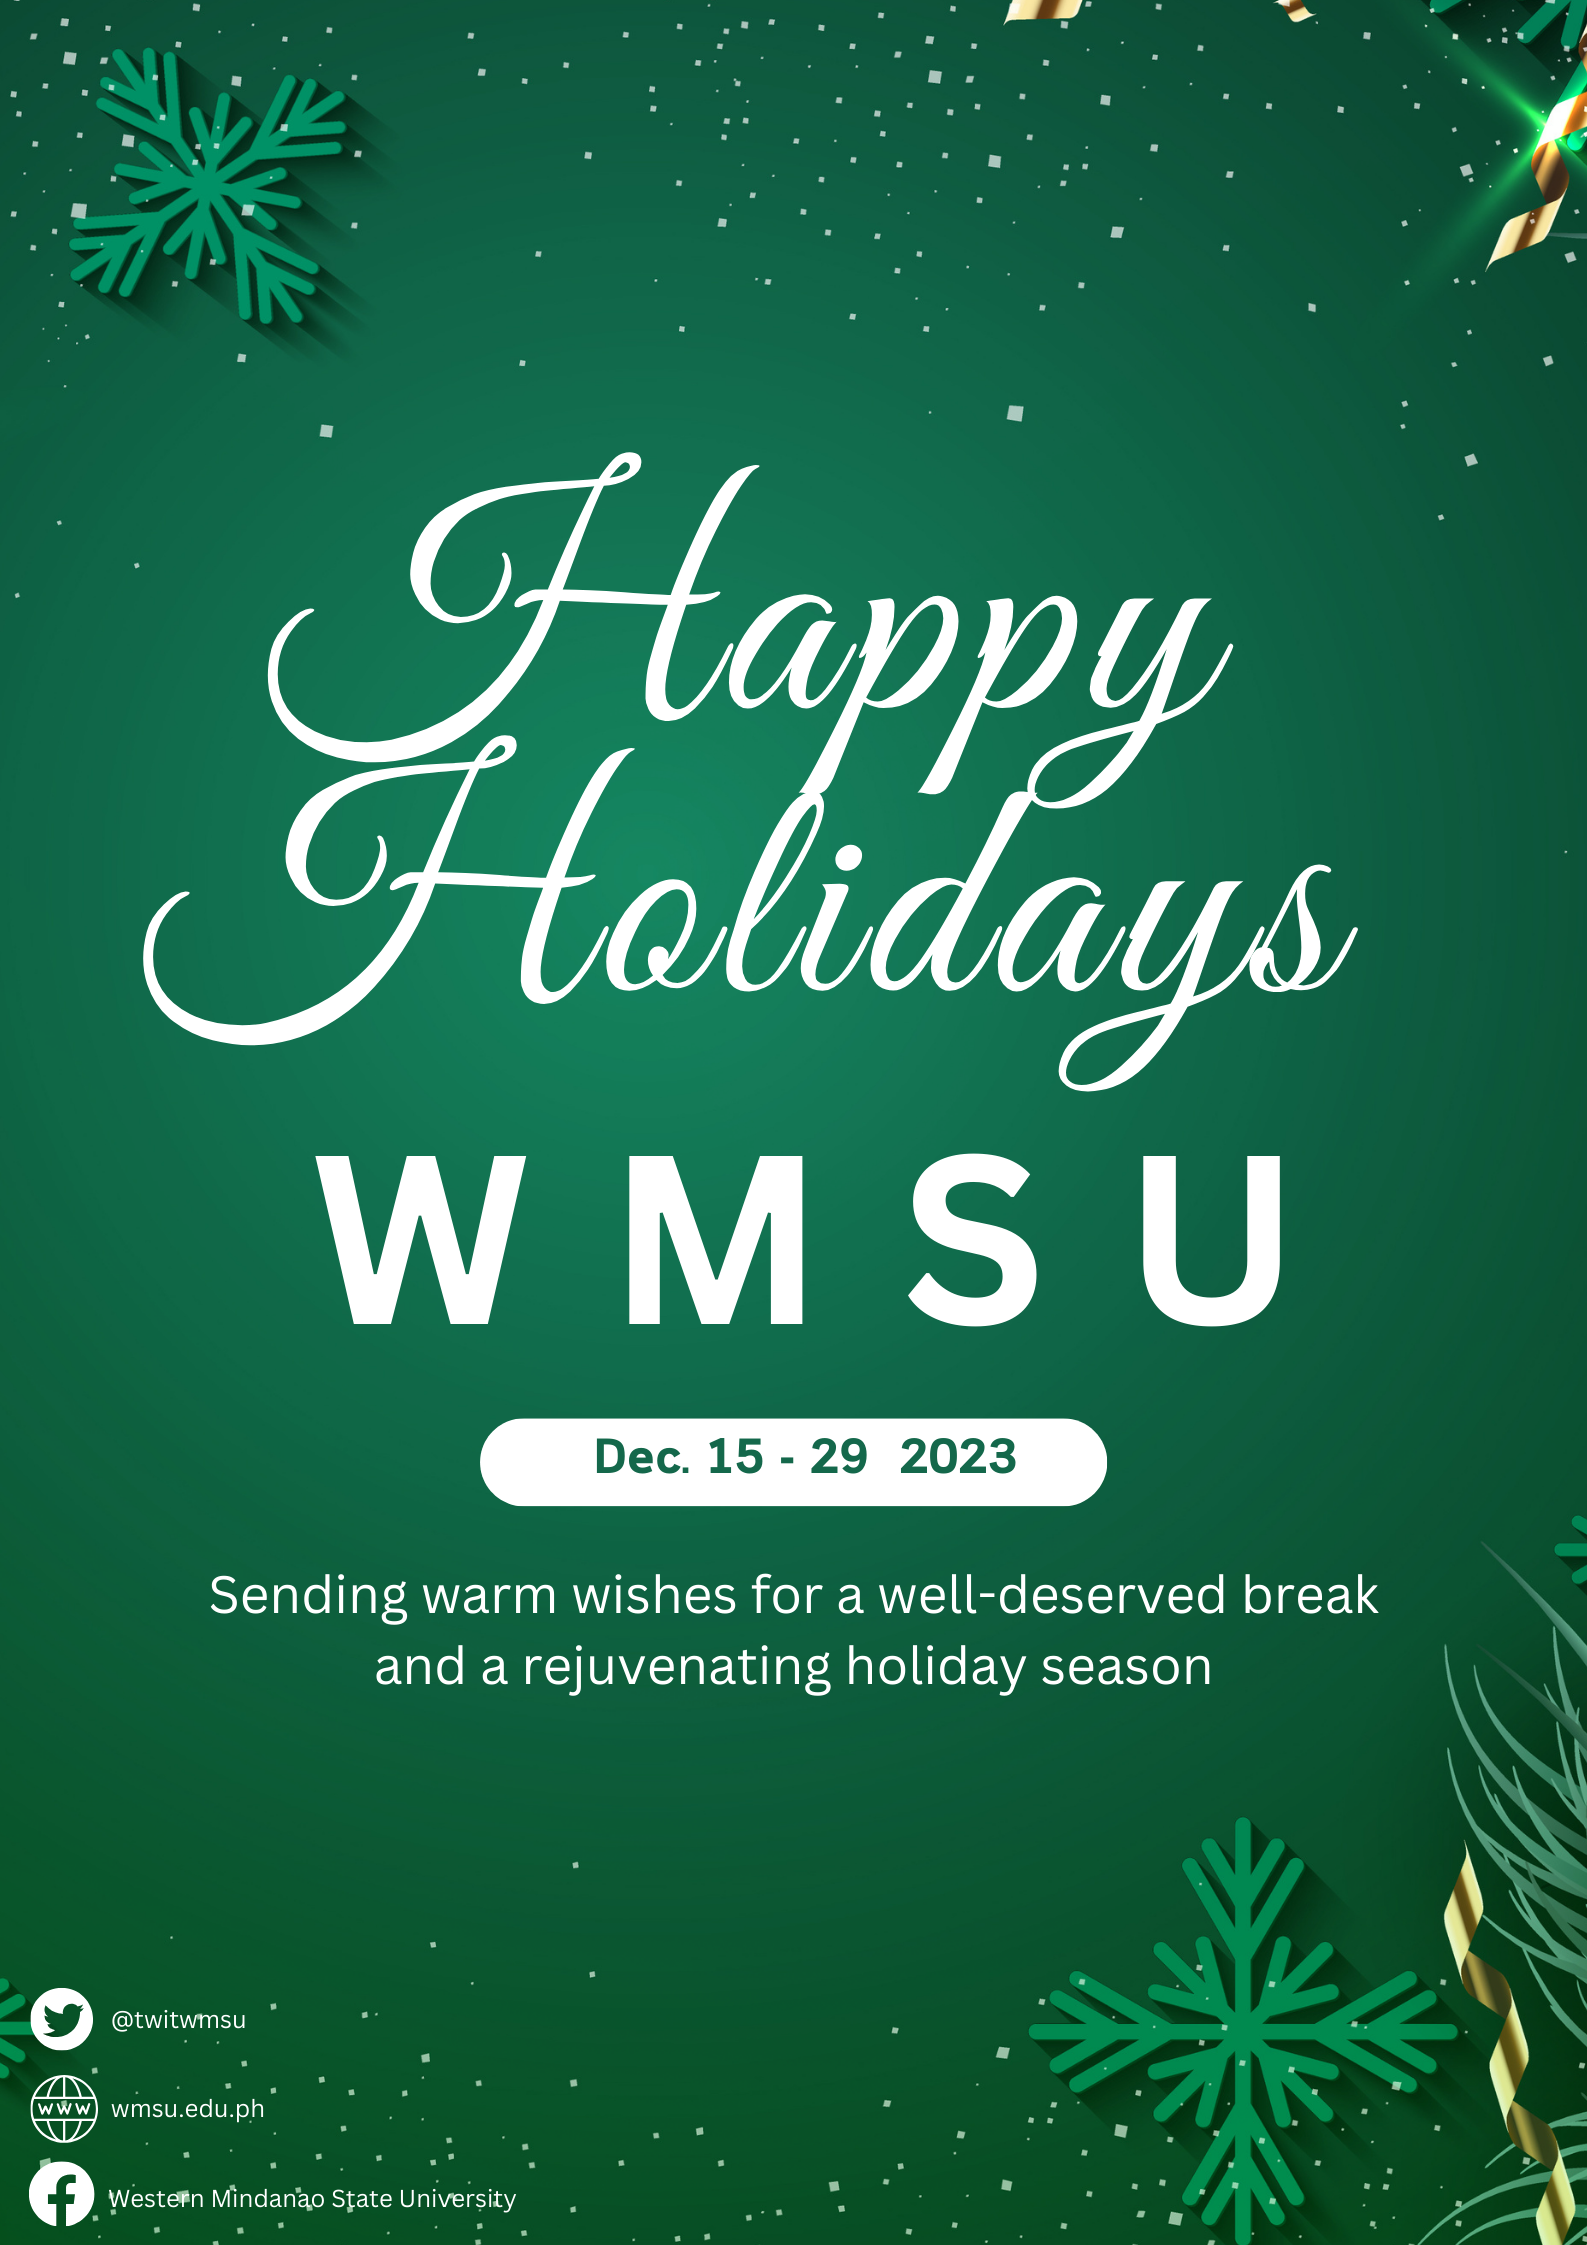 Happy
Holidays
WMSU
Dec. 15 - 29 2023
Sending warm wishes for a well-deserved break
and a rejuvenating holiday season
@twitwmsu
www wmsu.edu.ph
Western Mindanao State University